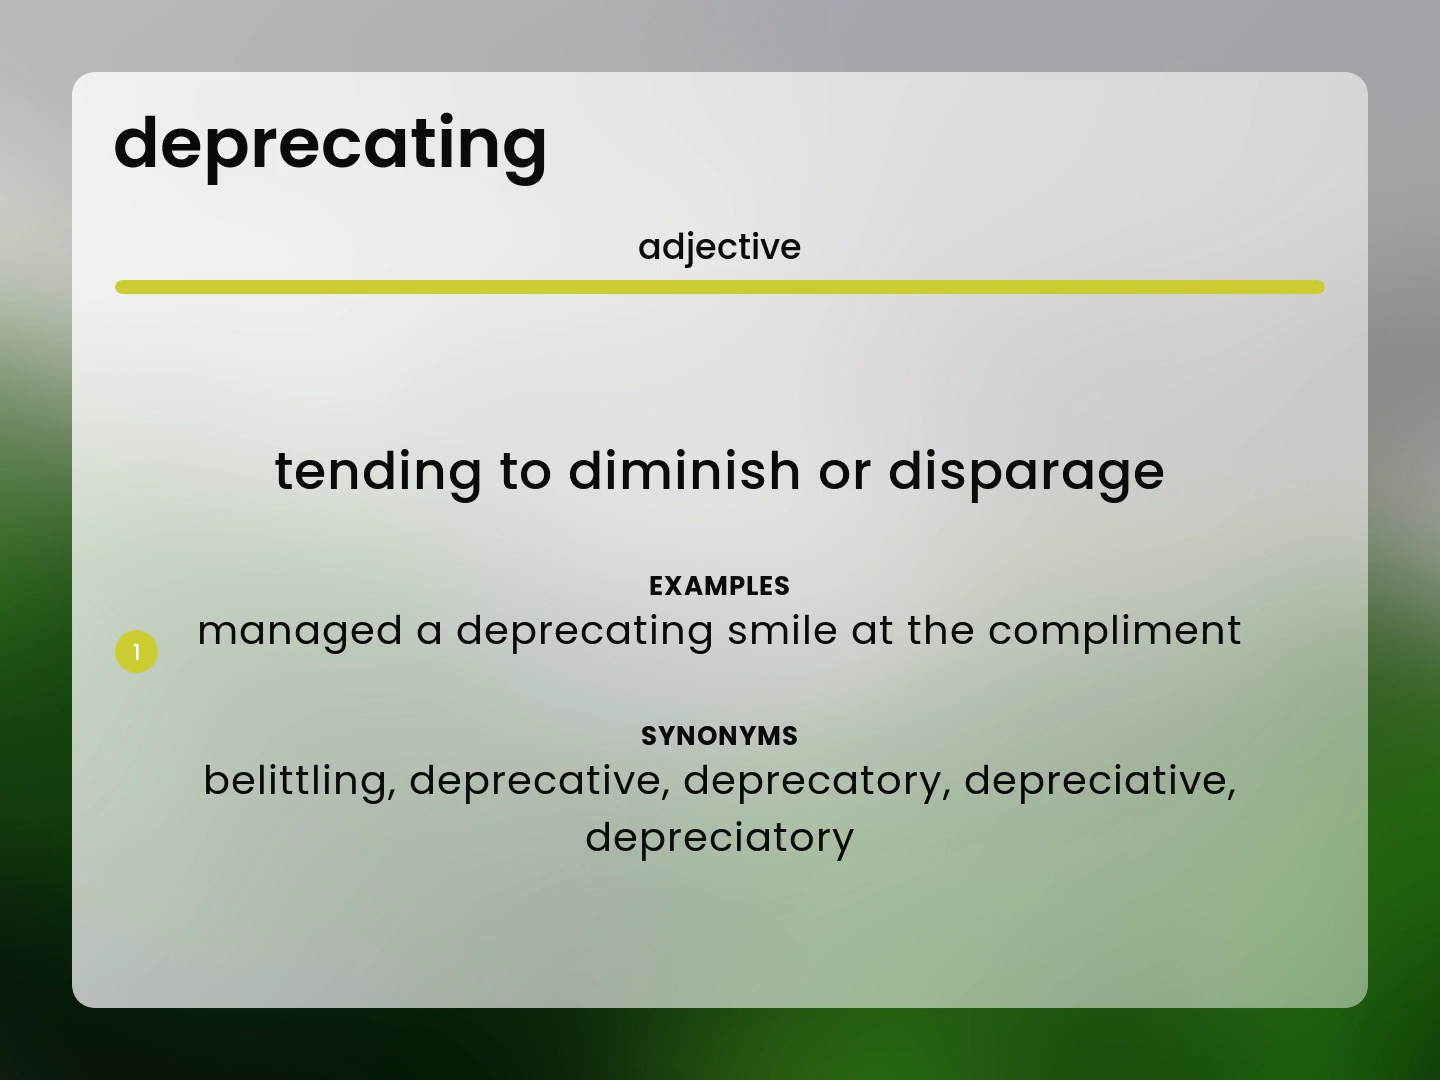 deprecating
adjective
tending to diminish or disparage
EXAMPLES
1 managed a deprecating smile at the compliment
SYNONYMS
belittling, deprecative, deprecatory, depreciative,
depreciatory